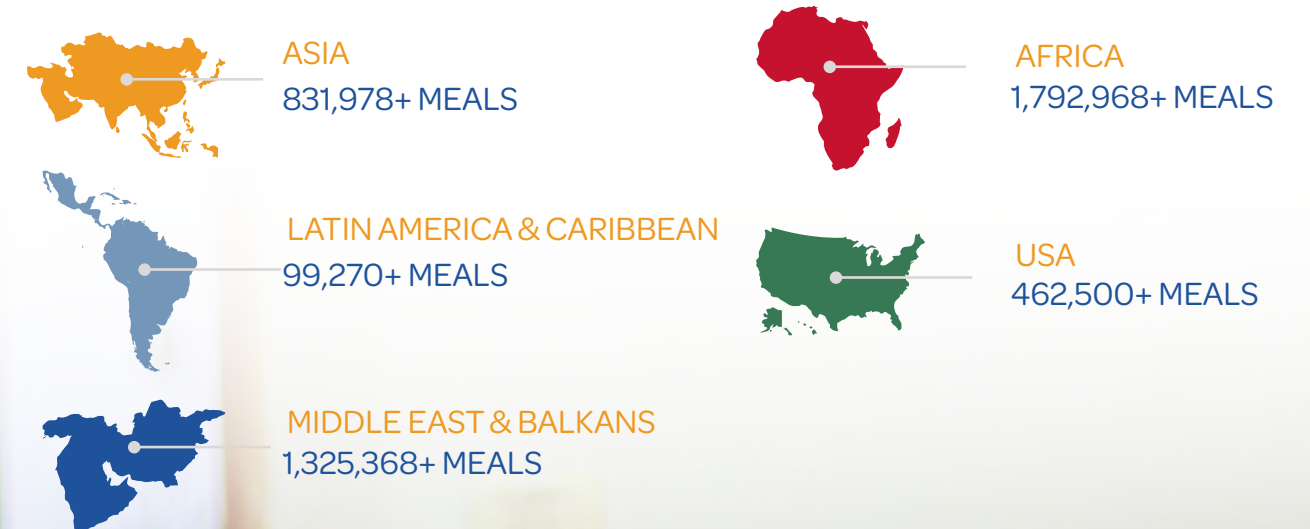 ASIA
831,978+ MEALS
LATIN AMERICA & CARIBBEAN
99,270+ MEALS
MIDDLE EAST & BALKANS
1,325,368+ MEALS
AFRICA
1,792,968+ MEALS
USA
462,500+ MEALS